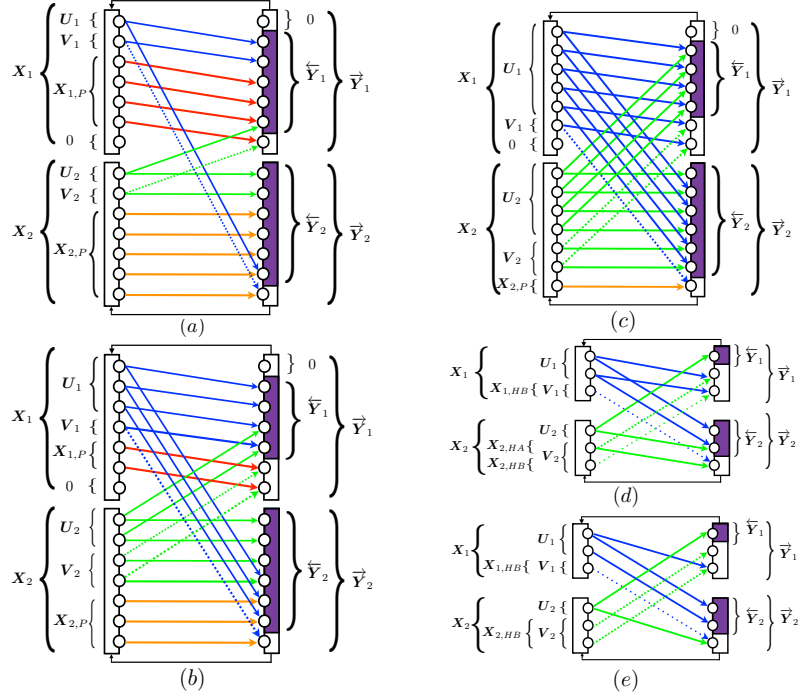 U₁ {
V₁ {
X₁
X₁,P
0 {
} 0
←Y₁
→Y₁
U₂ {
V₂ {
X₂
X₂,P
←Y₂
→Y₂
(a)
X₁
U₁
V₁ {
X₁,P
0 {
} 0
←Y₁
→Y₁
X₂
U₂
V₂
X₂,P
←Y₂
→Y₂
(b)
X₁
U₁
V₁ {
0 {
} 0
←Y₁
→Y₁
X₂
U₂
V₂
X₂,P {
←Y₂
→Y₂
(c)
X₁
U₁
X₁,HB { V₁ {
←Y₁
→Y₁
X₂
U₂ {
X₂,HA {
V₂
X₂,HB {
←Y₂
→Y₂
(d)
X₁
U₁
X₁,HB { V₁ {
←Y₁
→Y₁
X₂
U₂ {
X₂,HB { V₂ {
←Y₂
→Y₂
(e)